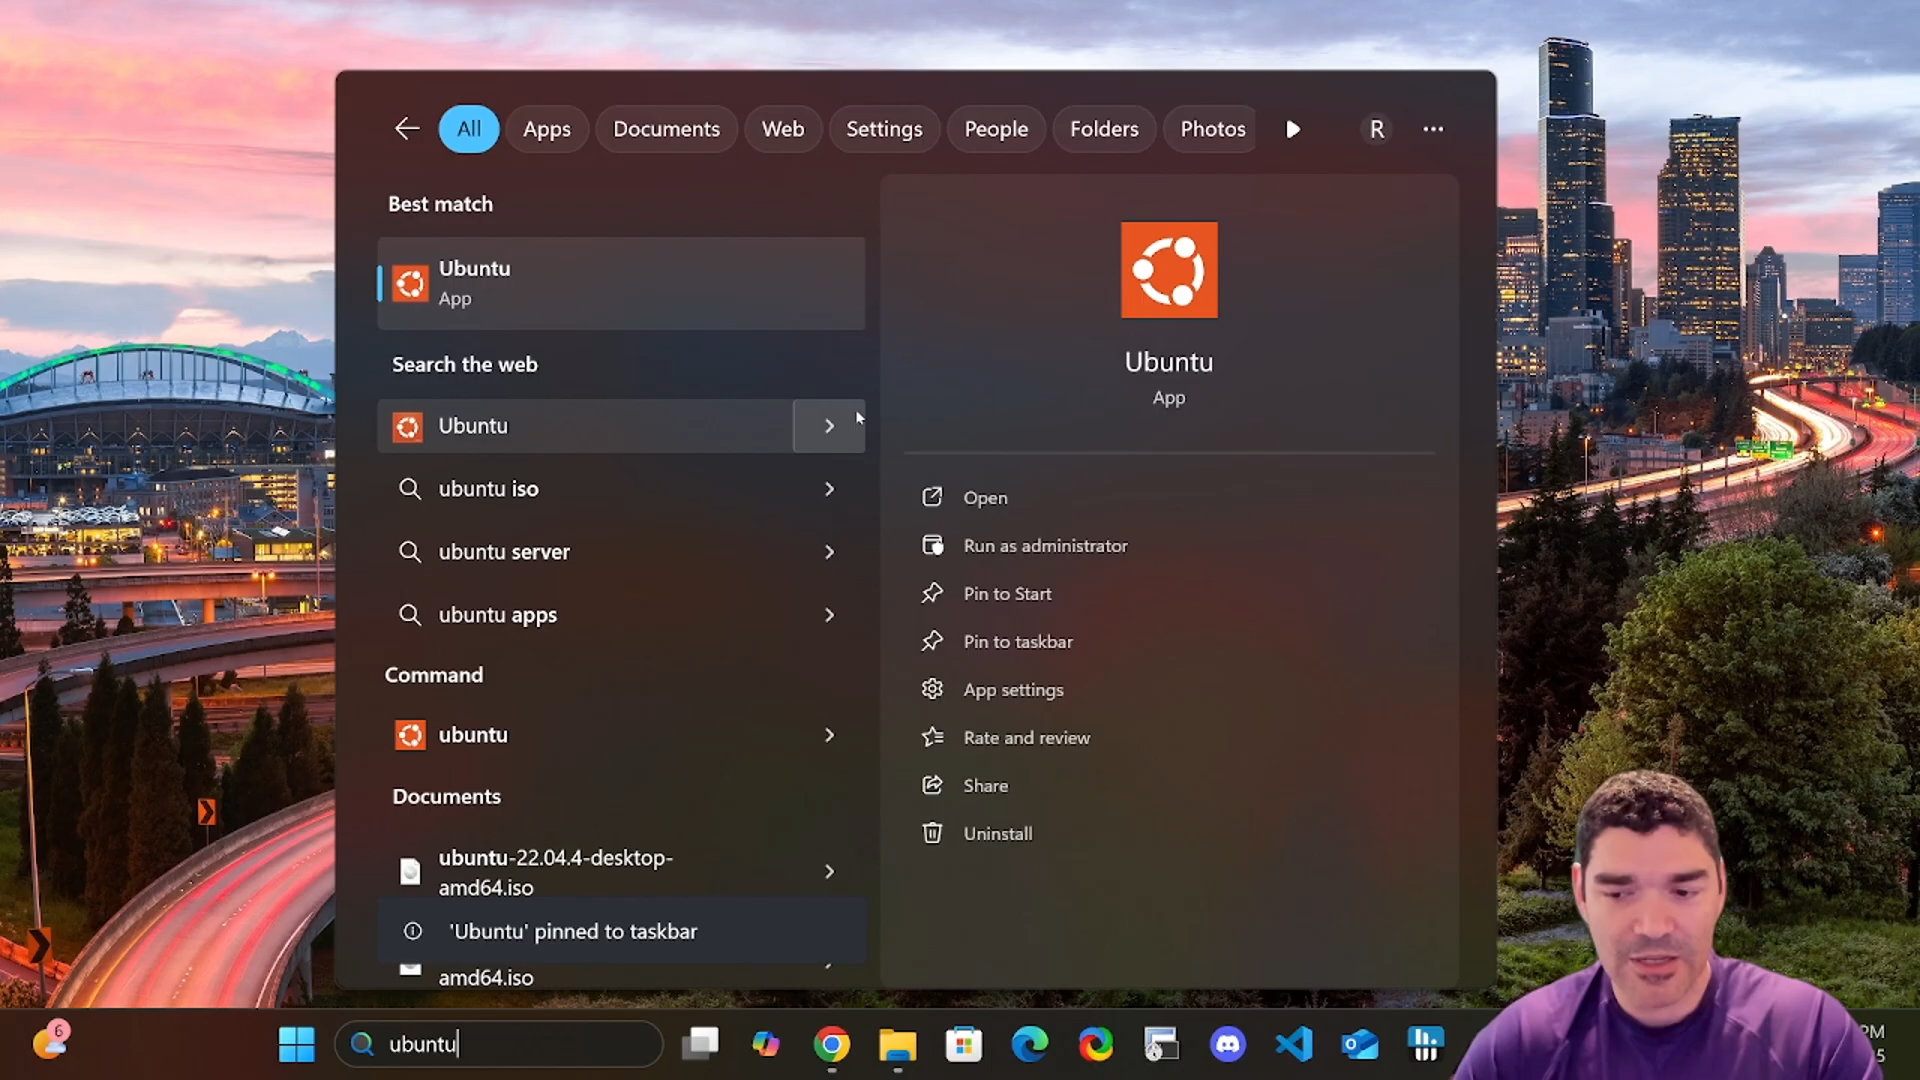 All
Apps
Documents
Web
Settings
People
Folders
Photos
R
Best match
Ubuntu
App
Search the web
Ubuntu
ubuntu iso
ubuntu server
ubuntu apps
Command
ubuntu
Documents
ubuntu-22.04.4-desktop-
amd64.iso
'Ubuntu' pinned to taskbar
amd64.iso
Ubuntu
App
Open
Run as administrator
Pin to Start
Pin to taskbar
App settings
Rate and review
Share
Uninstall
6
ubuntu
PM
5